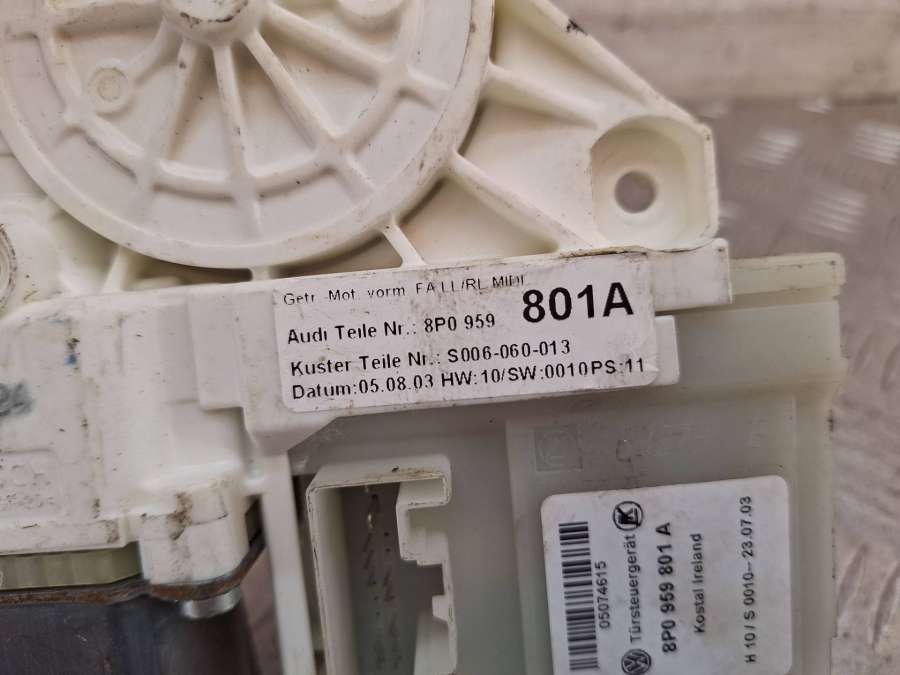 Getr.-Mot. vorm. FA LL/RL MIDI
Audi Teile Nr.: 8P0 959 801A
Kuster Teile Nr.: S006-060-013
Datum:05.08.03 HW:10/SW:0010PS:11
05074615
Türsteuergerät
8P0 959 801 A
Kostal Ireland
H 10 / S 0010-- 23.07.03